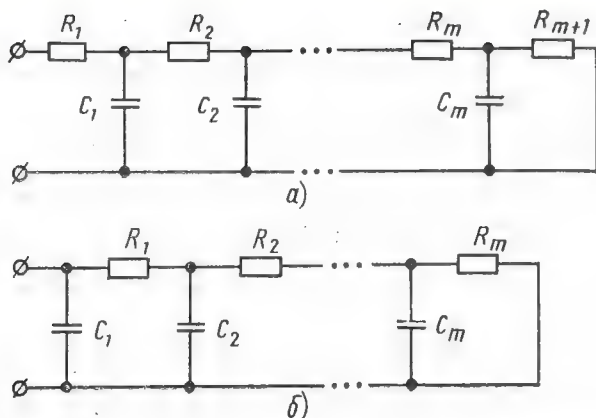 R₁ R₂ ... Rₘ Rₘ₊₁
C₁ C₂ Cₘ
... а)
R₁ R₂ ... Rₘ
C₁ C₂ Cₘ
... б)